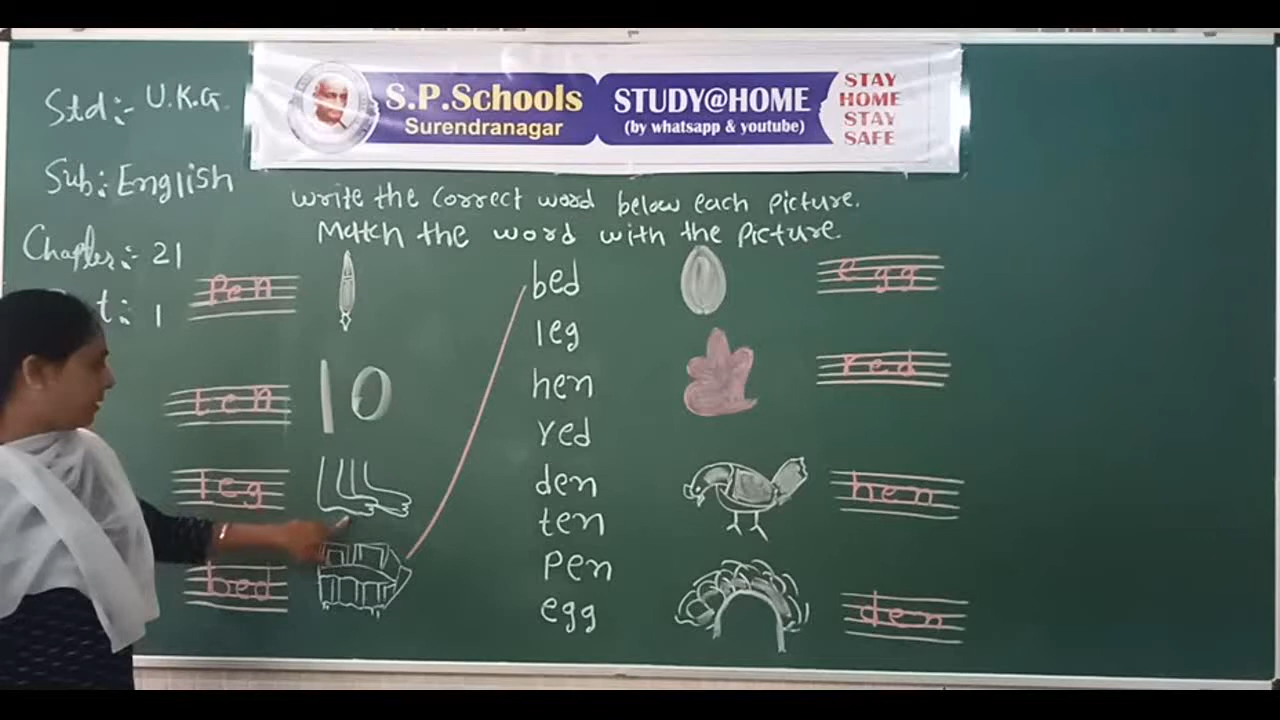 S.P.Schools
Surendranagar
STUDY@HOME
(by whatsapp & youtube)
STAY
HOME
STAY
SAFE
Std:- U.K.G.
Sub: English
Chapter:- 21
t:- 1
Write the correct word below each picture.
Match the word with the picture.
Pen
ten
leg
bed
10
bed
leg
hen
red
den
ten
Pen
egg
egg
red
hen
den